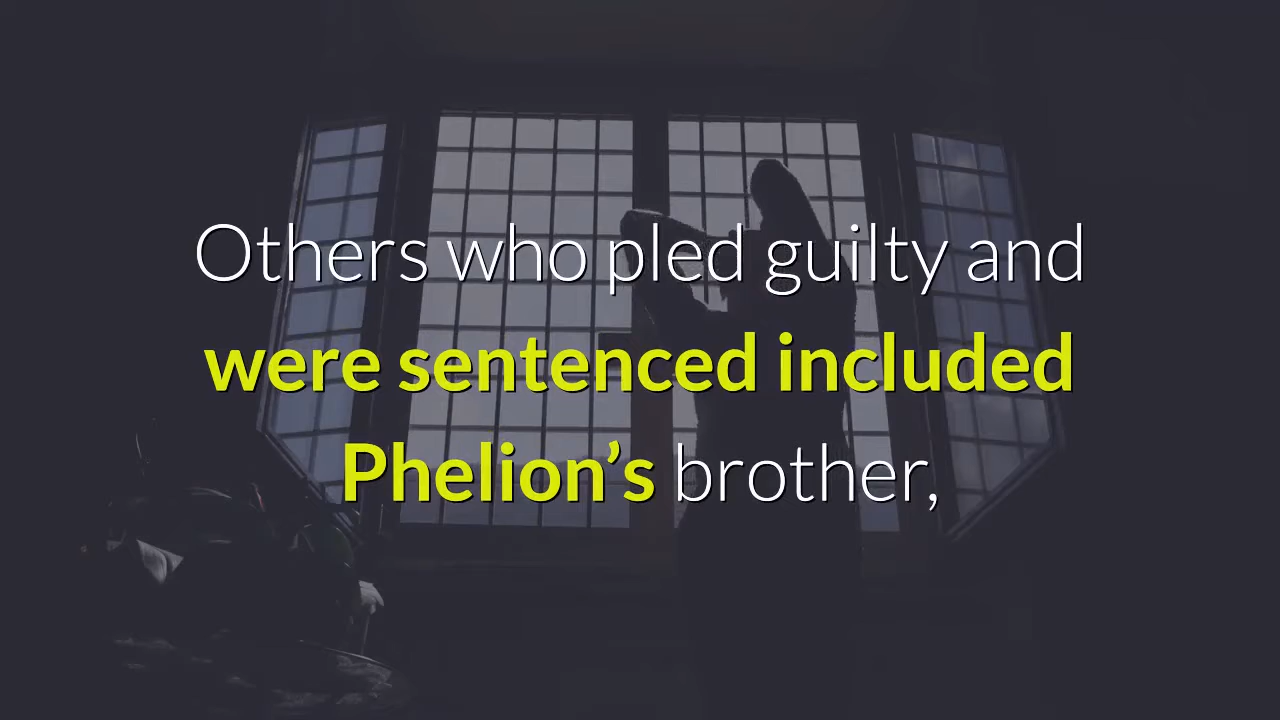 Others who pled guilty and
were sentenced included
Phelion’s brother,